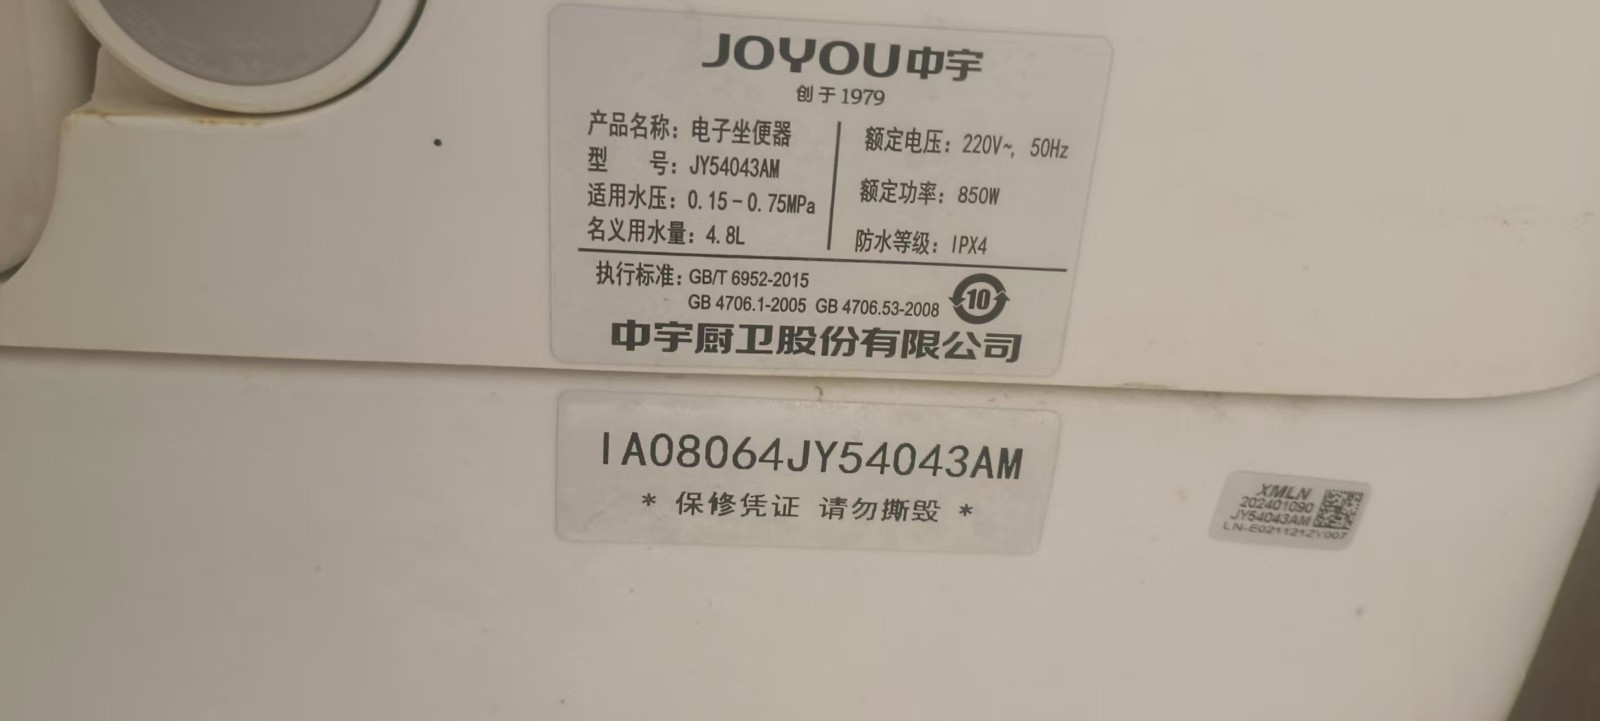 JOYOU中宇
创于1979
产品名称：电子坐便器
型 号：JY54043AM
适用水压：0.15-0.75MPa
名义用水量：4.8L
额定电压：220V~, 50Hz
额定功率：850W
防水等级：IPX4
执行标准：GB/T 6952-2015
GB 4706.1-2005 GB 4706.53-2008
10
中宇厨卫股份有限公司
IA08064JY54043AM
* 保修凭证 请勿撕毁 *
XMLN
202401090
JY54043AM